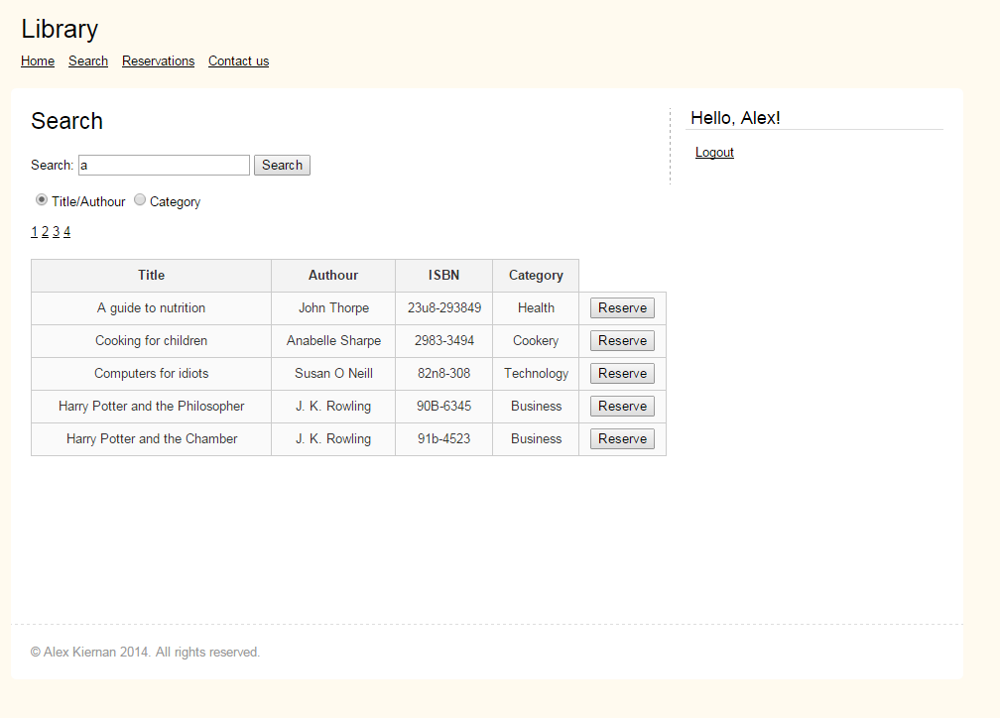 Library
Home Search Reservations Contact us
Search
Hello, Alex!
Logout
Search: a Search
Title/Authour Category
1 2 3 4
Title Authour ISBN Category
A guide to nutrition John Thorpe 23u8-293849 Health Reserve
Cooking for children Anabelle Sharpe 2983-3494 Cookery Reserve
Computers for idiots Susan O Neill 82n8-308 Technology Reserve
Harry Potter and the Philosopher J. K. Rowling 90B-6345 Business Reserve
Harry Potter and the Chamber J. K. Rowling 91b-4523 Business Reserve
© Alex Kiernan 2014. All rights reserved.